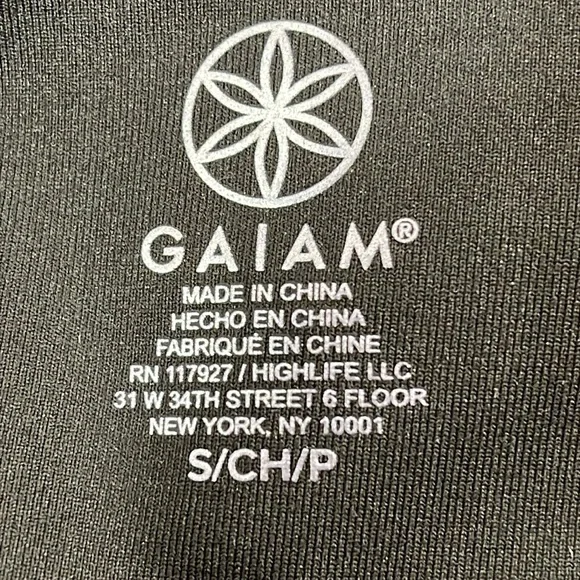 GAIAM®
MADE IN CHINA
HECHO EN CHINA
FABRIQUÉ EN CHINE
RN 117927 / HIGHLIFE LLC
31 W 34TH STREET 6 FLOOR
NEW YORK, NY 10001
S/CH/P